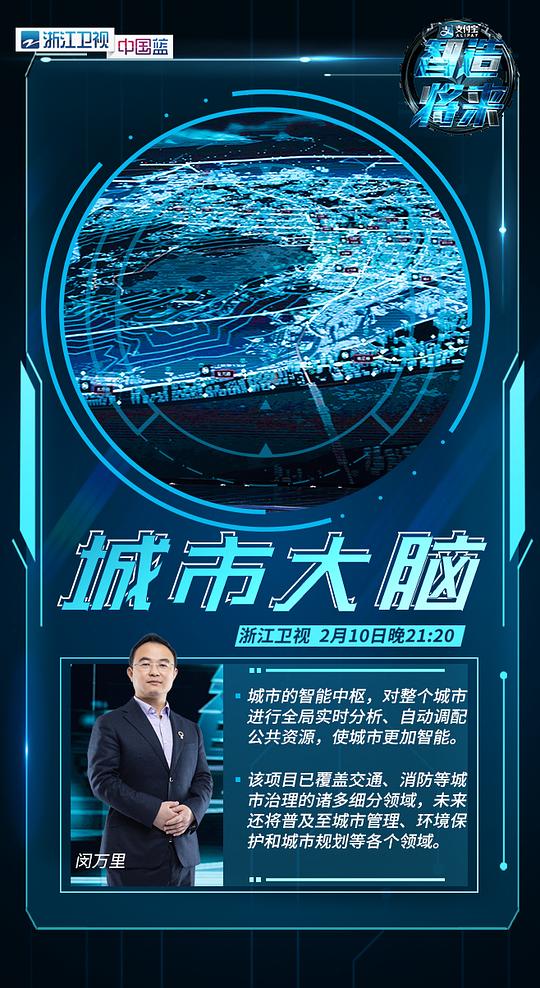 浙江卫视
中国蓝
支付宝
ALIPAY
智造
将来
城市大脑
浙江卫视 2月10日晚21:20
城市的智能中枢，对整个城市
进行全局实时分析、自动调配
公共资源，使城市更加智能。
该项目已覆盖交通、消防等城
市治理的诸多细分领域，未来
还将普及至城市管理、环境保
护和城市规划等各个领域。
闵万里